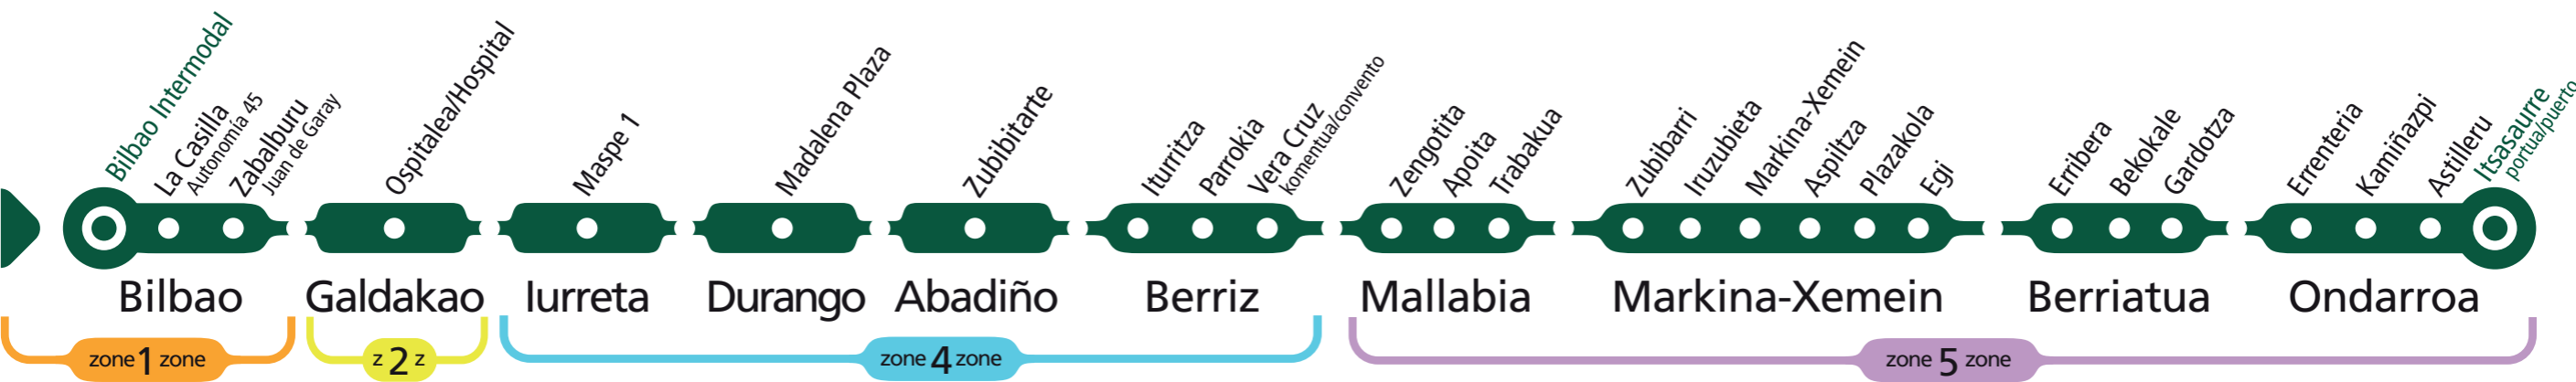 Bilbao Intermodal
La Casilla
Autonomía 45
Zabalburu
Juan de Garay
Ospitalea/Hospital
Maspe 1
Madalena Plaza
Zubibitarte
Iturritza
Parrokia
Vera Cruz
komentua/convento
Zengotita
Apoita
Trabakua
Zubibarri
Iruzubieta
Markina-Xemein
Aspiltza
Plazakola
Egi
Erribera
Bekokale
Gardotza
Errenteria
Kamiñazpi
Astilleru
Itsasaurre
portua/puerto
Bilbao
Galdakao
Iurreta
Durango
Abadiño
Berriz
Mallabia
Markina-Xemein
Berriatua
Ondarroa
zone 1 zone
z 2 z
zone 4 zone
zone 5 zone